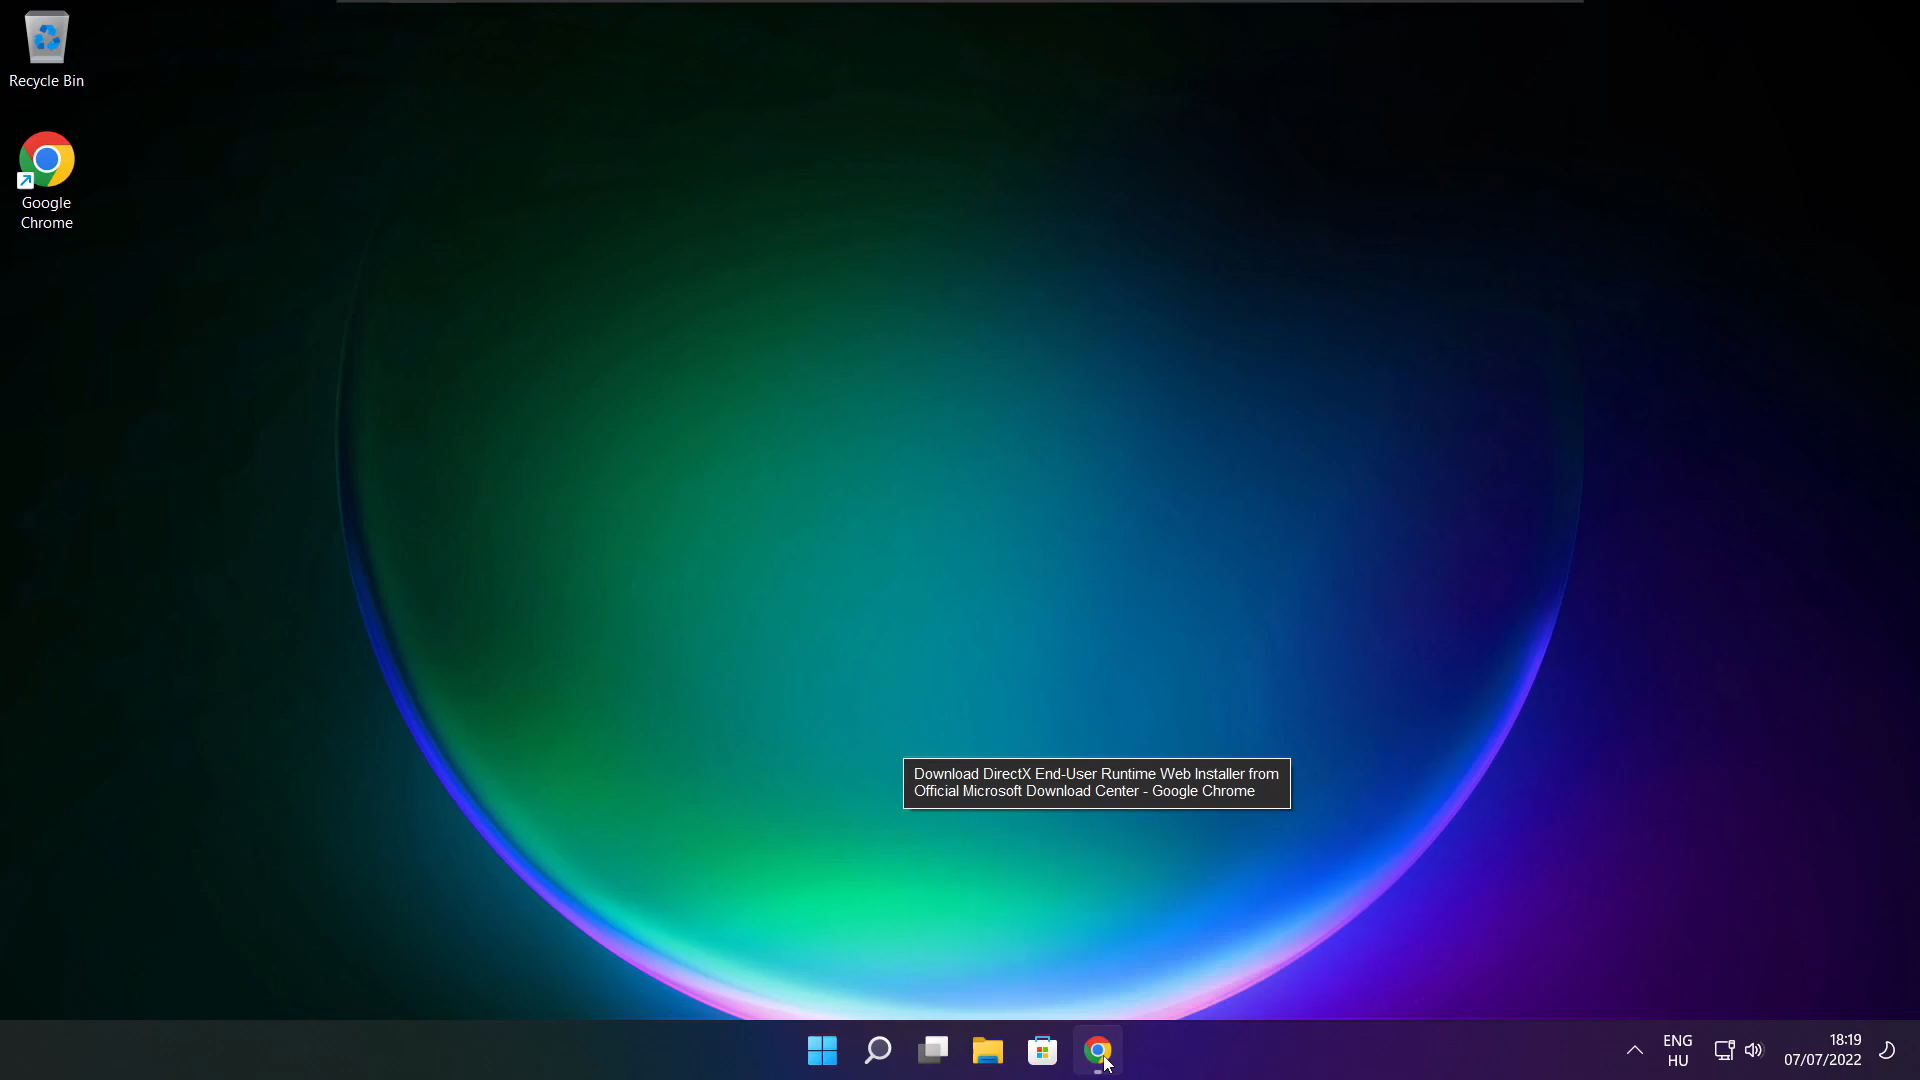 Recycle Bin
Google
Chrome
Download DirectX End-User Runtime Web Installer from
Official Microsoft Download Center - Google Chrome
ENG
HU
18:19
07/07/2022